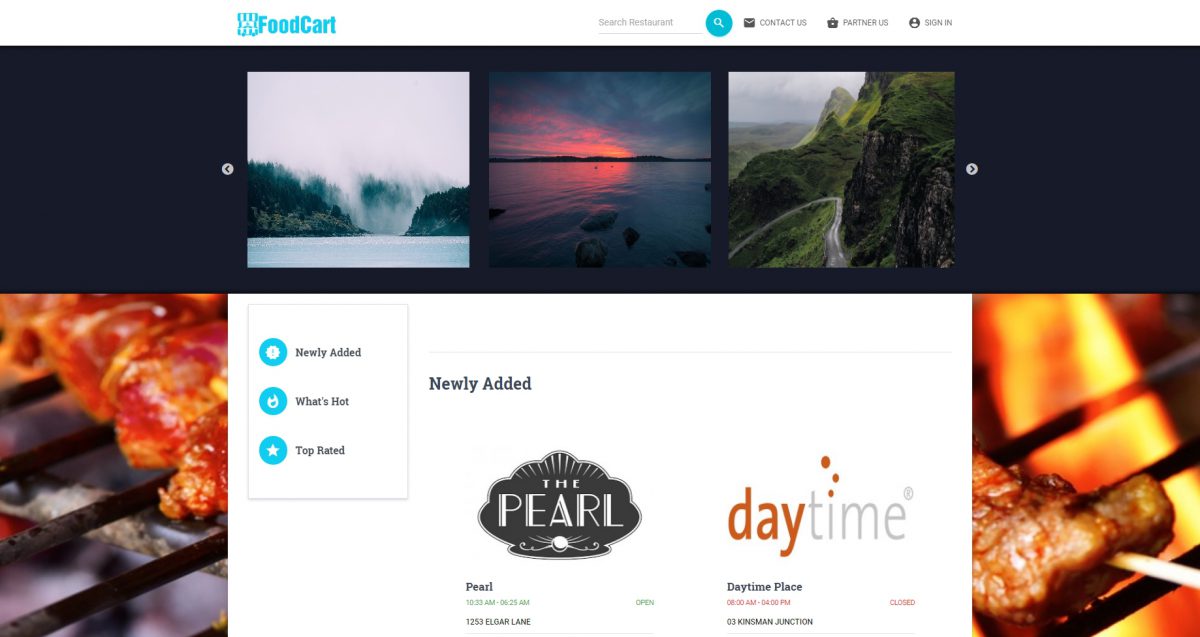 FoodCart
Search Restaurant
CONTACT US
PARTNER US
SIGN IN
Newly Added
What's Hot
Top Rated
Newly Added
THE
PEARL
daytime®
Pearl
10:33 AM - 06:25 AM OPEN
1253 ELGAR LANE
Daytime Place
08:00 AM - 04:00 PM CLOSED
03 KINSMAN JUNCTION